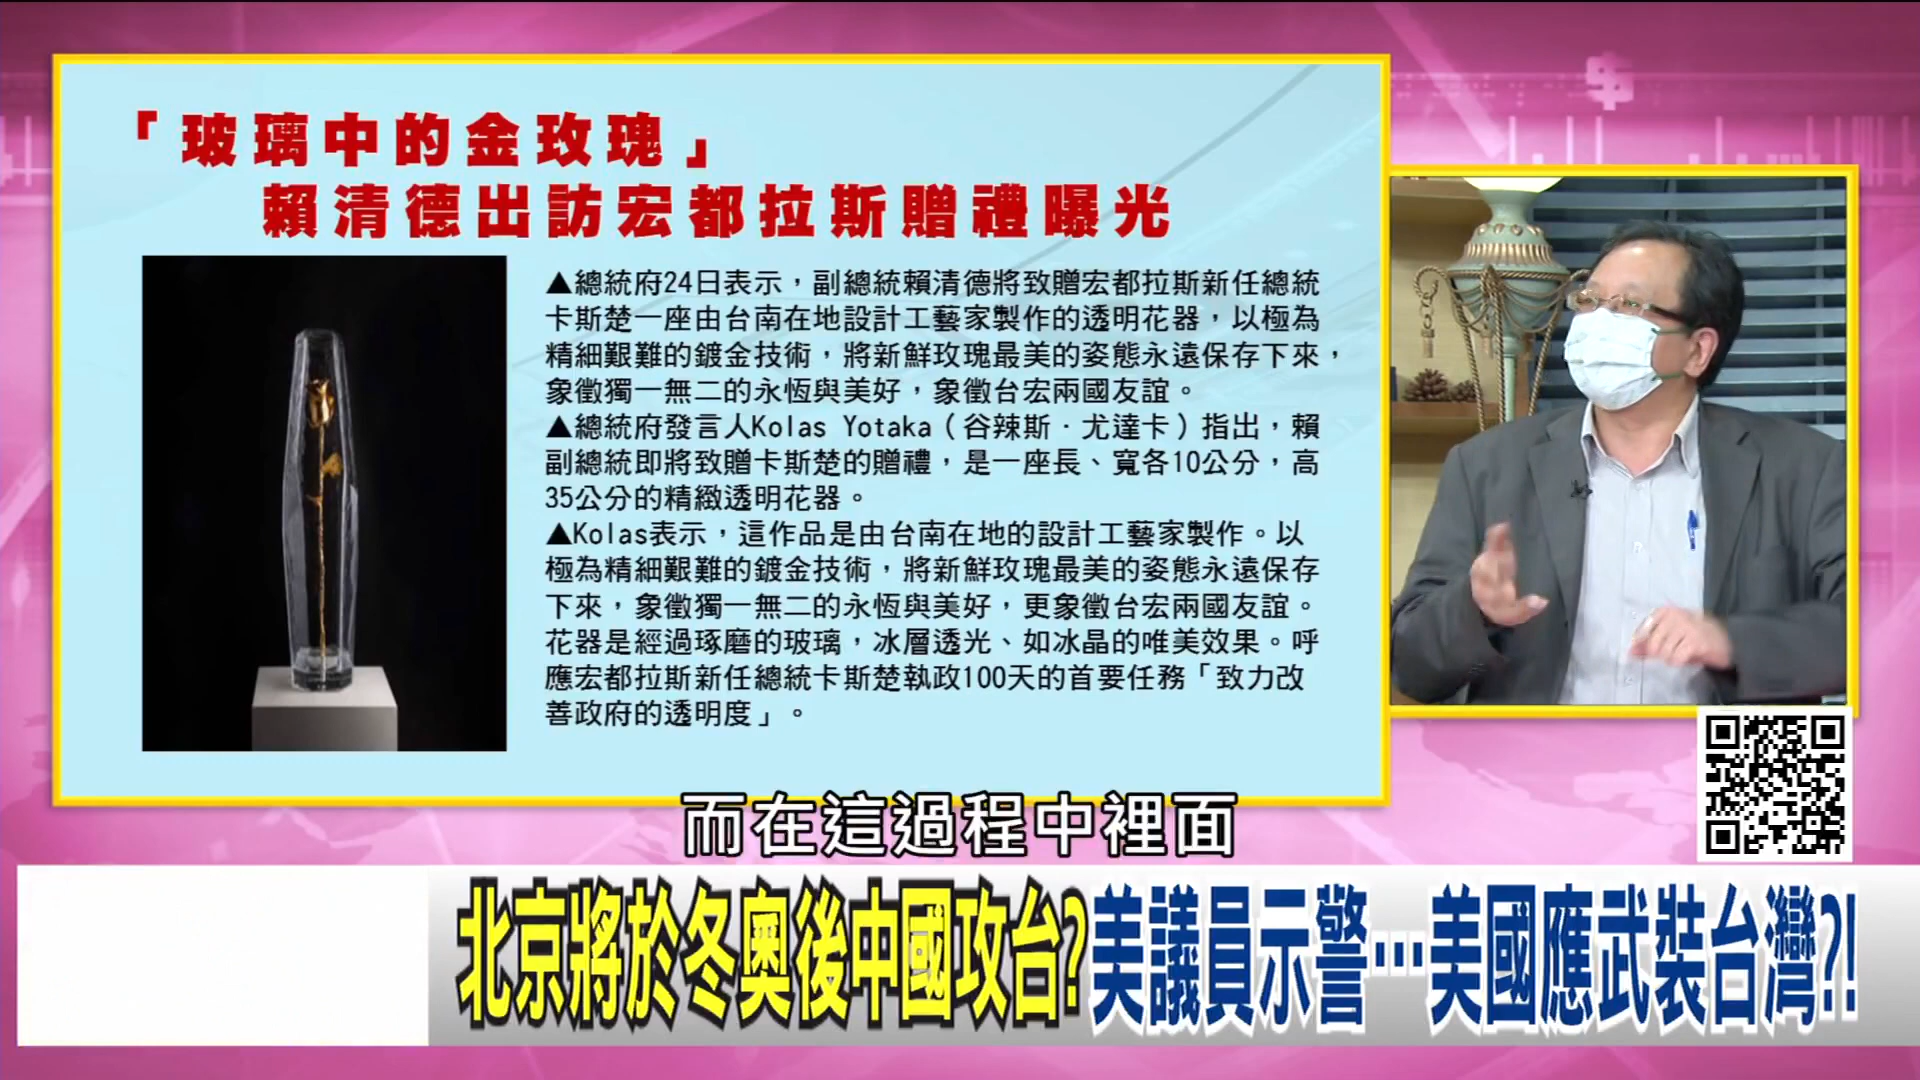 「玻璃中的金玫瑰」
賴清德出訪宏都拉斯贈禮曝光
▲總統府24日表示，副總統賴清德將致贈宏都拉斯新任總統
卡斯楚一座由台南在地設計工藝家製作的透明花器，以極為
精細艱難的鍍金技術，將新鮮玫瑰最美的姿態永遠保存下來，
象徵獨一無二的永恆與美好，象徵台宏兩國友誼。
▲總統府發言人Kolas Yotaka（谷辣斯．尤達卡）指出，賴
副總統即將致贈卡斯楚的贈禮，是一座長、寬各10公分，高
35公分的精緻透明花器。
▲Kolas表示，這作品是由台南在地的設計工藝家製作。以
極為精細艱難的鍍金技術，將新鮮玫瑰最美的姿態永遠保存
下來，象徵獨一無二的永恆與美好，更象徵台宏兩國友誼。
花器是經過琢磨的玻璃，冰層透光、如冰晶的唯美效果。呼
應宏都拉斯新任總統卡斯楚執政100天的首要任務「致力改
善政府的透明度」。
而在這過程中裡面
北京將於冬奧後中國攻台?美議員示警…美國應武裝台灣?!